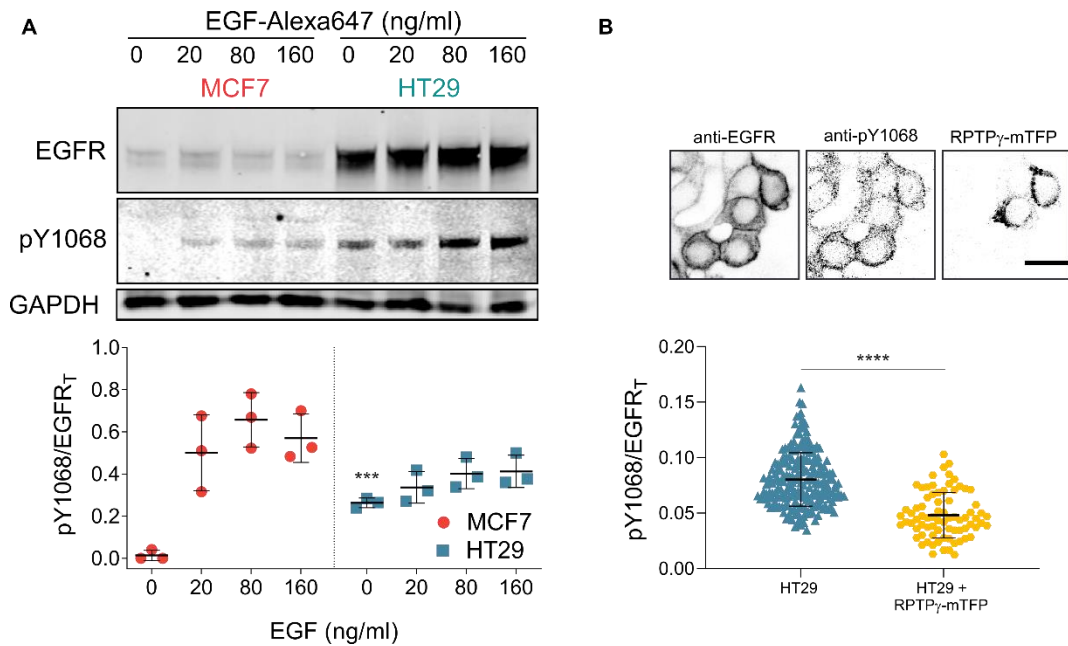 A
EGF-Alexa647 (ng/ml)
0 20 80 160 0 20 80 160
MCF7 HT29
EGFR
pY1068
GAPDH
1.0
0.8
0.6
0.4
0.2
0.0
pY1068/EGFRT
***
MCF7
HT29
0 20 80 160 0 20 80 160
EGF (ng/ml)
B
anti-EGFR anti-pY1068 RPTPγ-mTFP
0.20
0.15
0.10
0.05
0.00
pY1068/EGFRT
****
HT29 HT29 +
RPTPγ-mTFP